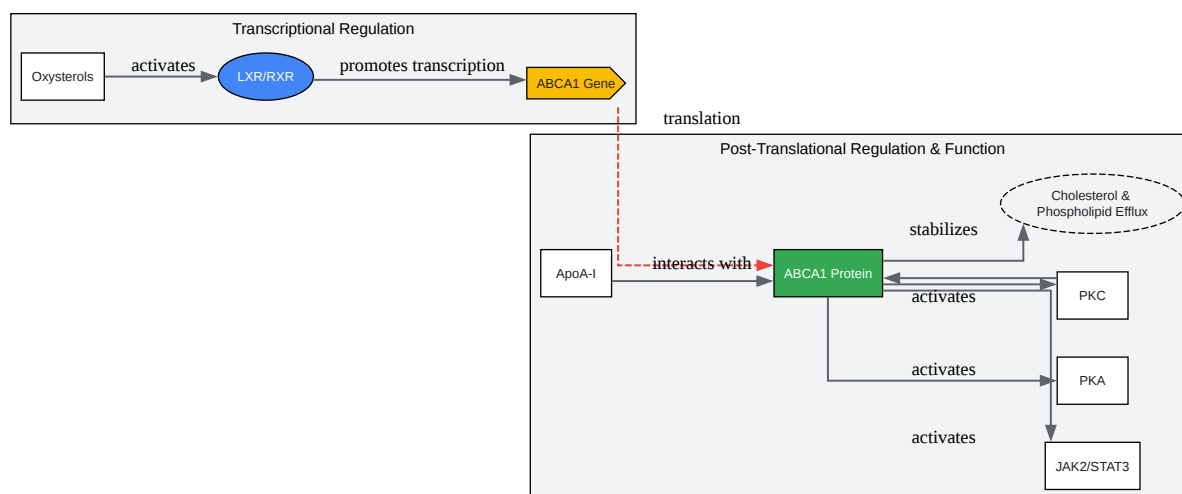 Transcriptional Regulation
Oxysterols
activates
LXR/RXR
promotes transcription
ABCA1 Gene
translation
Post-Translational Regulation & Function
Cholesterol &
Phospholipid Efflux
stabilizes
ApoA-I
interacts with
ABCA1 Protein
activates
PKC
activates
PKA
activates
JAK2/STAT3